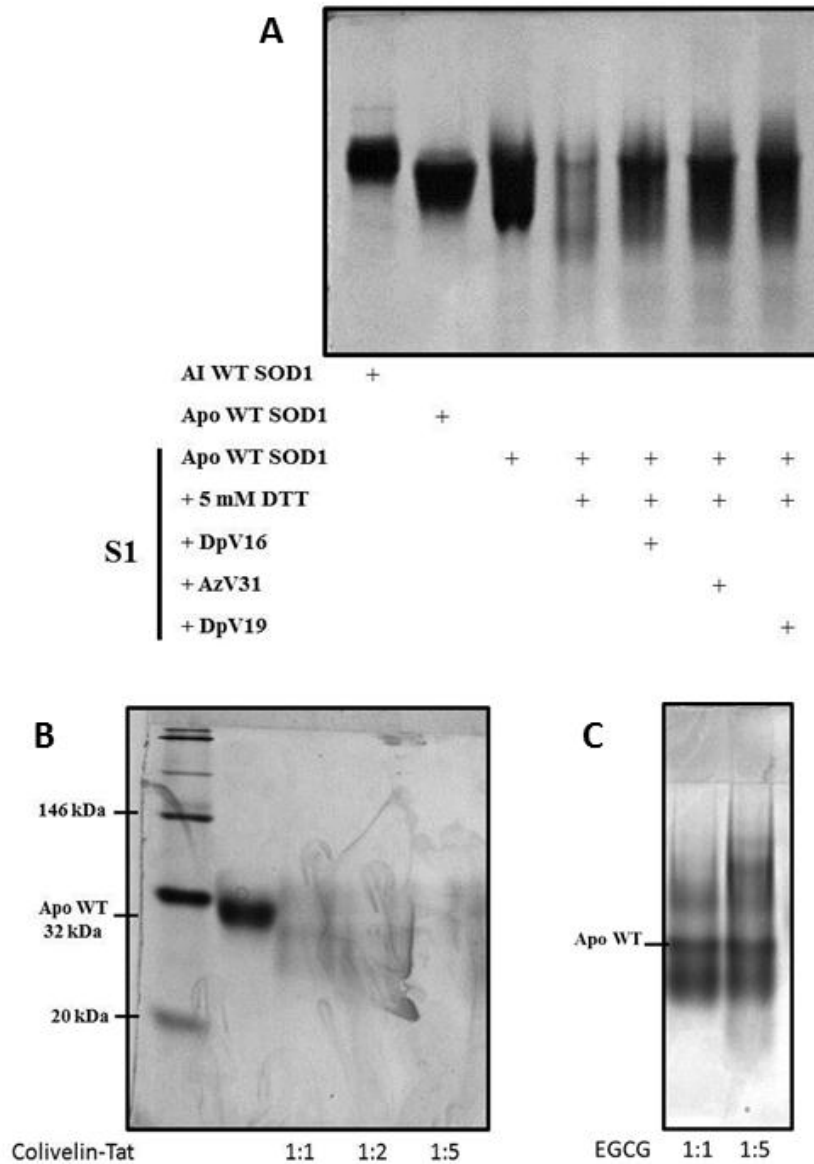 A
AI WT SOD1 +
Apo WT SOD1 +
Apo WT SOD1 + + + + +
+ 5 mM DTT + + + +
S1
+ DpV16 +
+ AzV31 +
+ DpV19 +
B
C
146 kDa
Apo WT
32 kDa
20 kDa
Apo WT
Colivelin-Tat 1:1 1:2 1:5
EGCG 1:1 1:5